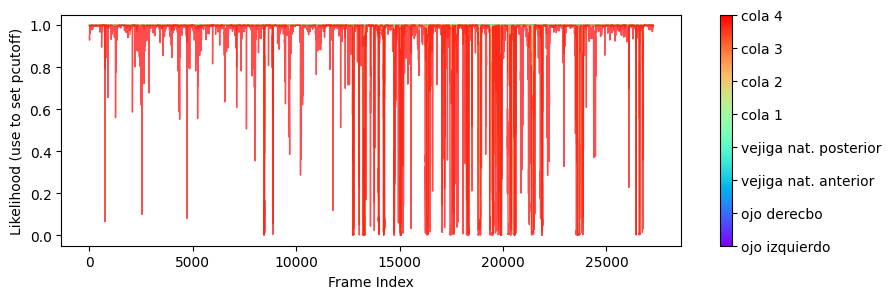 Likelihood (use to set pcutoff)
1.0
0.8
0.6
0.4
0.2
0.0
0
5000
10000
15000
20000
25000
Frame Index
cola 4
cola 3
cola 2
cola 1
vejiga nat. posterior
vejiga nat. anterior
ojo derecbo
ojo izquierdo